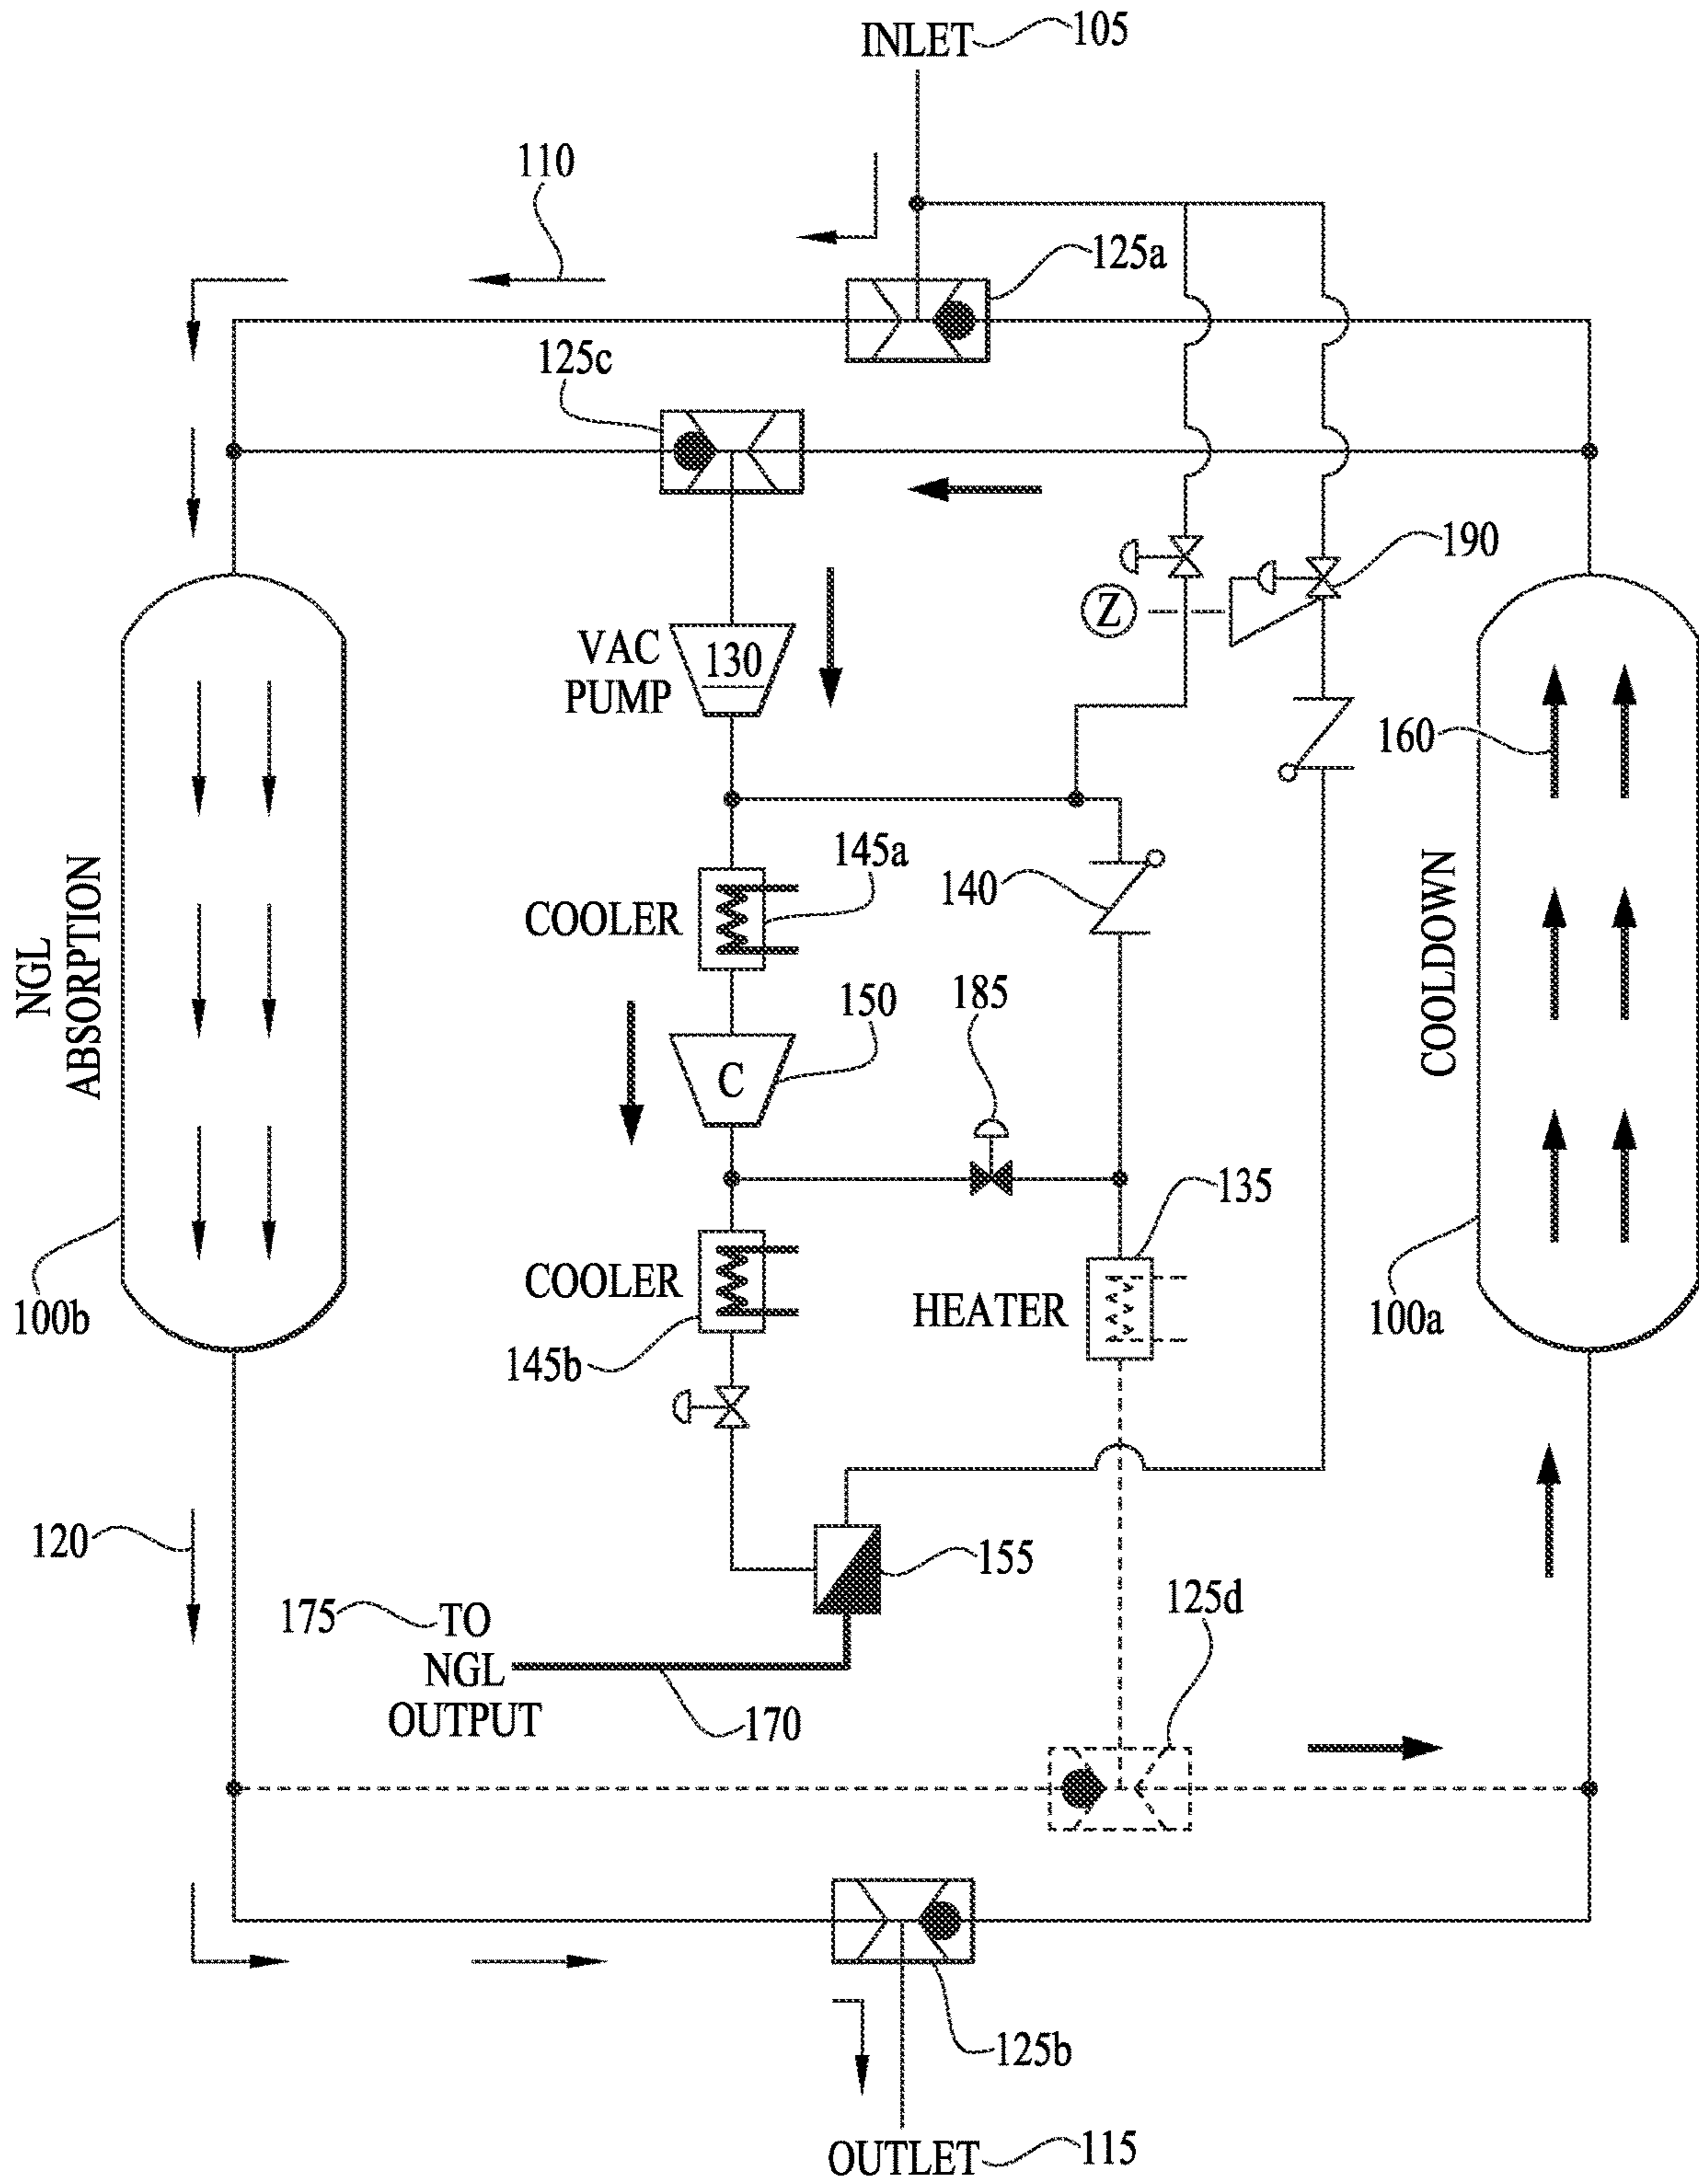 INLET 105
110
125a
125c
190
Z
VAC
PUMP
130
160
145a
140
COOLER
NGL
ABSORPTION
COOLDOWN
150
185
C
135
COOLER
HEATER
100b
100a
145b
120
155
125d
175 TO
NGL
OUTPUT
170
125b
OUTLET 115